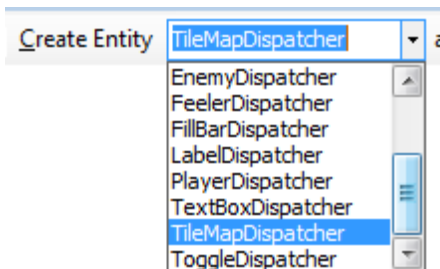 Create Entity TileMapDispatcher
EnemyDispatcher
FeelerDispatcher
FillBarDispatcher
LabelDispatcher
PlayerDispatcher
TextBoxDispatcher
TileMapDispatcher
ToggleDispatcher